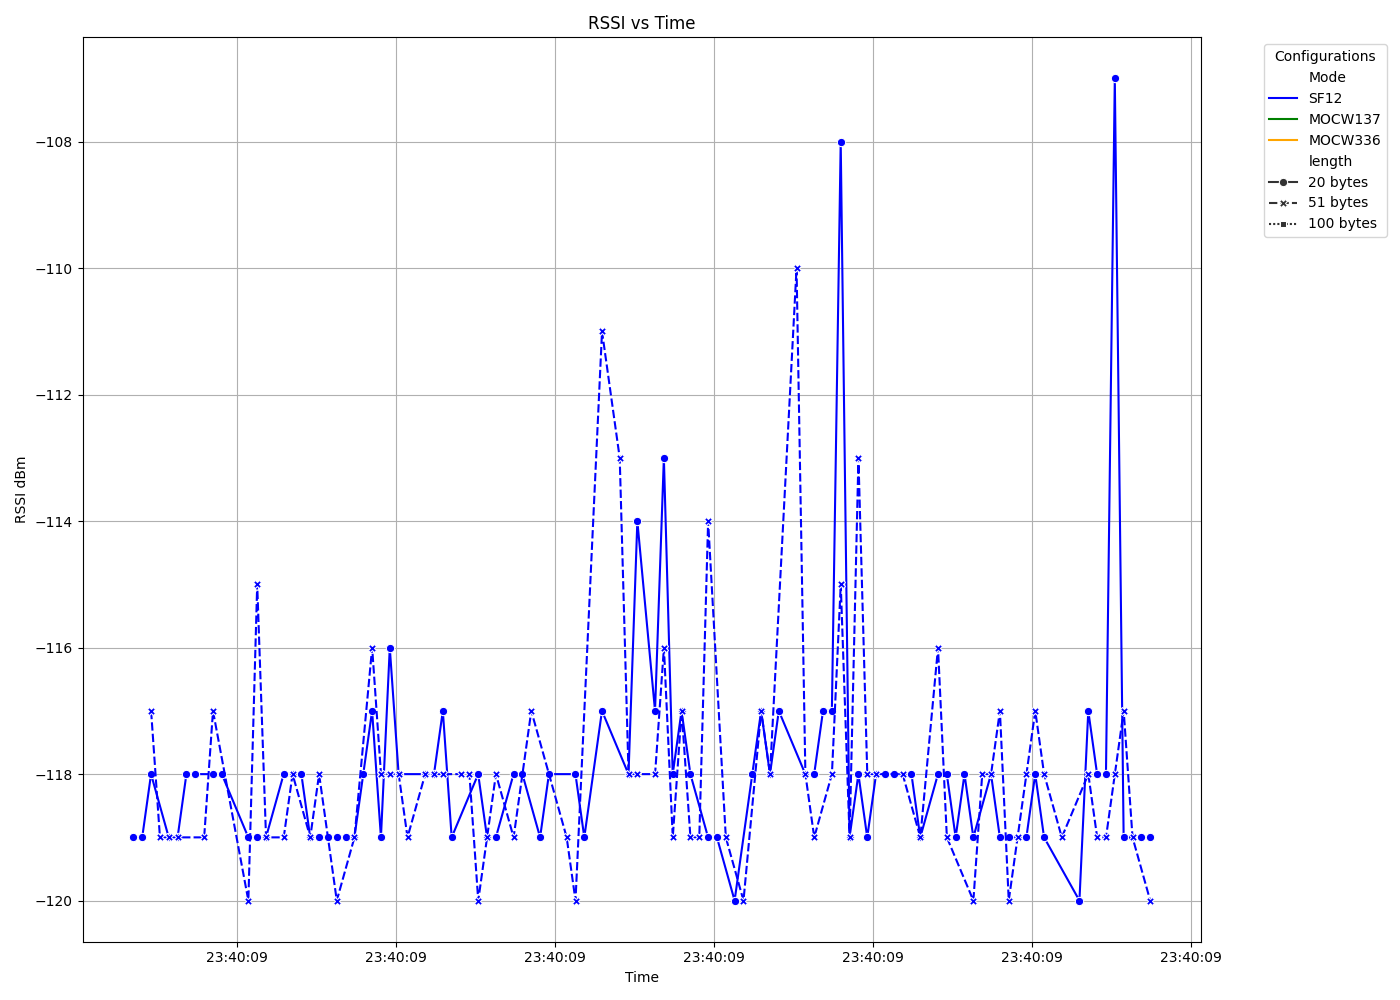 RSSI vs Time
Configurations
Mode
SF12
MOCW137
MOCW336
length
20 bytes
51 bytes
100 bytes
RSSI dBm
−108
−110
−112
−114
−116
−118
−120
23:40:09 23:40:09 23:40:09 23:40:09 23:40:09 23:40:09 23:40:09
Time